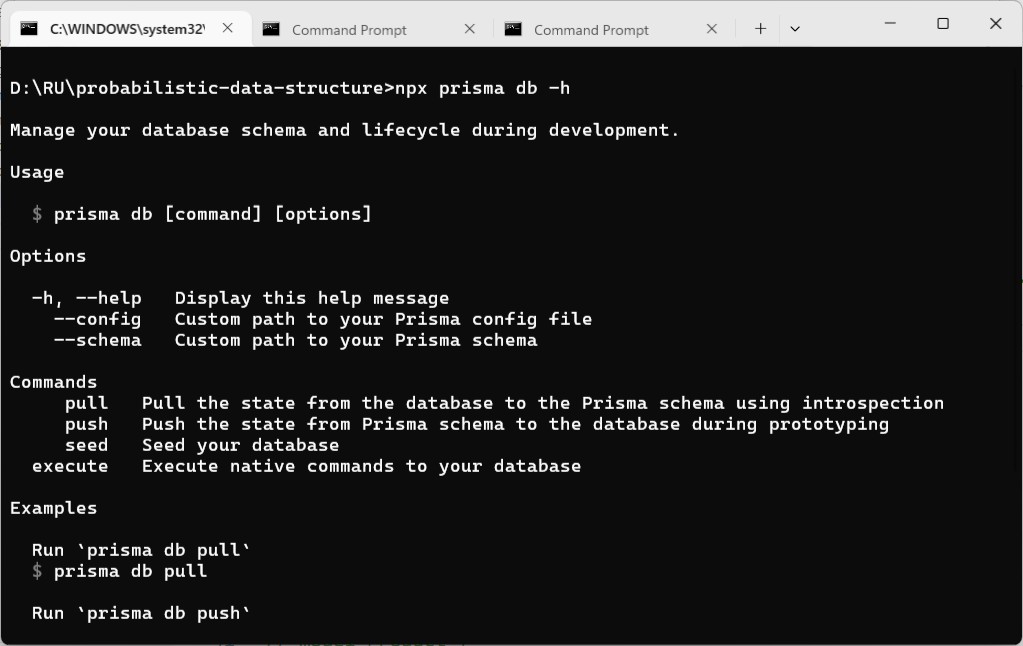 C:\WINDOWS\system32\
Command Prompt
Command Prompt
D:\RU\probabilistic-data-structure>npx prisma db -h
Manage your database schema and lifecycle during development.
Usage
$ prisma db [command] [options]
Options
-h, --help   Display this help message
--config   Custom path to your Prisma config file
--schema   Custom path to your Prisma schema
Commands
pull   Pull the state from the database to the Prisma schema using introspection
push   Push the state from Prisma schema to the database during prototyping
seed   Seed your database
execute   Execute native commands to your database
Examples
Run `prisma db pull`
$ prisma db pull
Run `prisma db push`